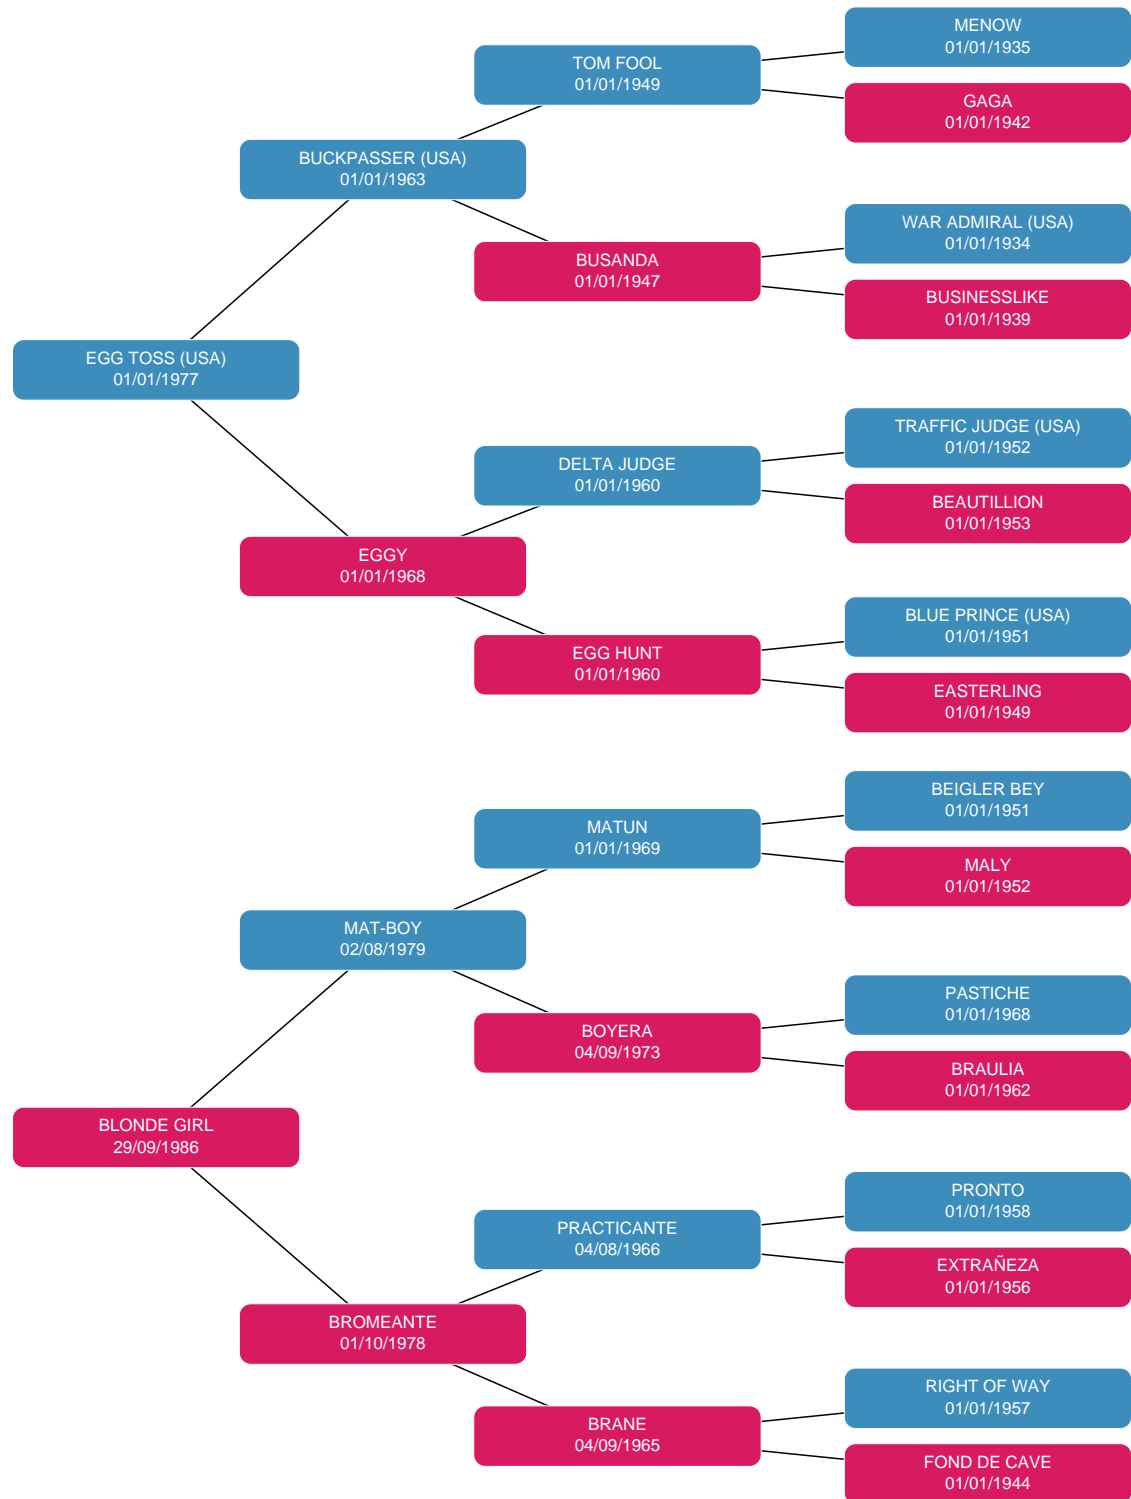 MENOW
01/01/1935
TOM FOOL
01/01/1949
GAGA
01/01/1942
BUCKPASSER (USA)
01/01/1963
WAR ADMIRAL (USA)
01/01/1934
BUSANDA
01/01/1947
BUSINESSLIKE
01/01/1939
EGG TOSS (USA)
01/01/1977
TRAFFIC JUDGE (USA)
01/01/1952
DELTA JUDGE
01/01/1960
BEAUTILLION
01/01/1953
EGGY
01/01/1968
BLUE PRINCE (USA)
01/01/1951
EGG HUNT
01/01/1960
EASTERLING
01/01/1949
BEIGLER BEY
01/01/1951
MATUN
01/01/1969
MALY
01/01/1952
MAT-BOY
02/08/1979
PASTICHE
01/01/1968
BOYERA
04/09/1973
BRAULIA
01/01/1962
BLONDE GIRL
29/09/1986
PRONTO
01/01/1958
PRACTICANTE
04/08/1966
EXTRAÑEZA
01/01/1956
BROMEANTE
01/10/1978
RIGHT OF WAY
01/01/1957
BRANE
04/09/1965
FOND DE CAVE
01/01/1944